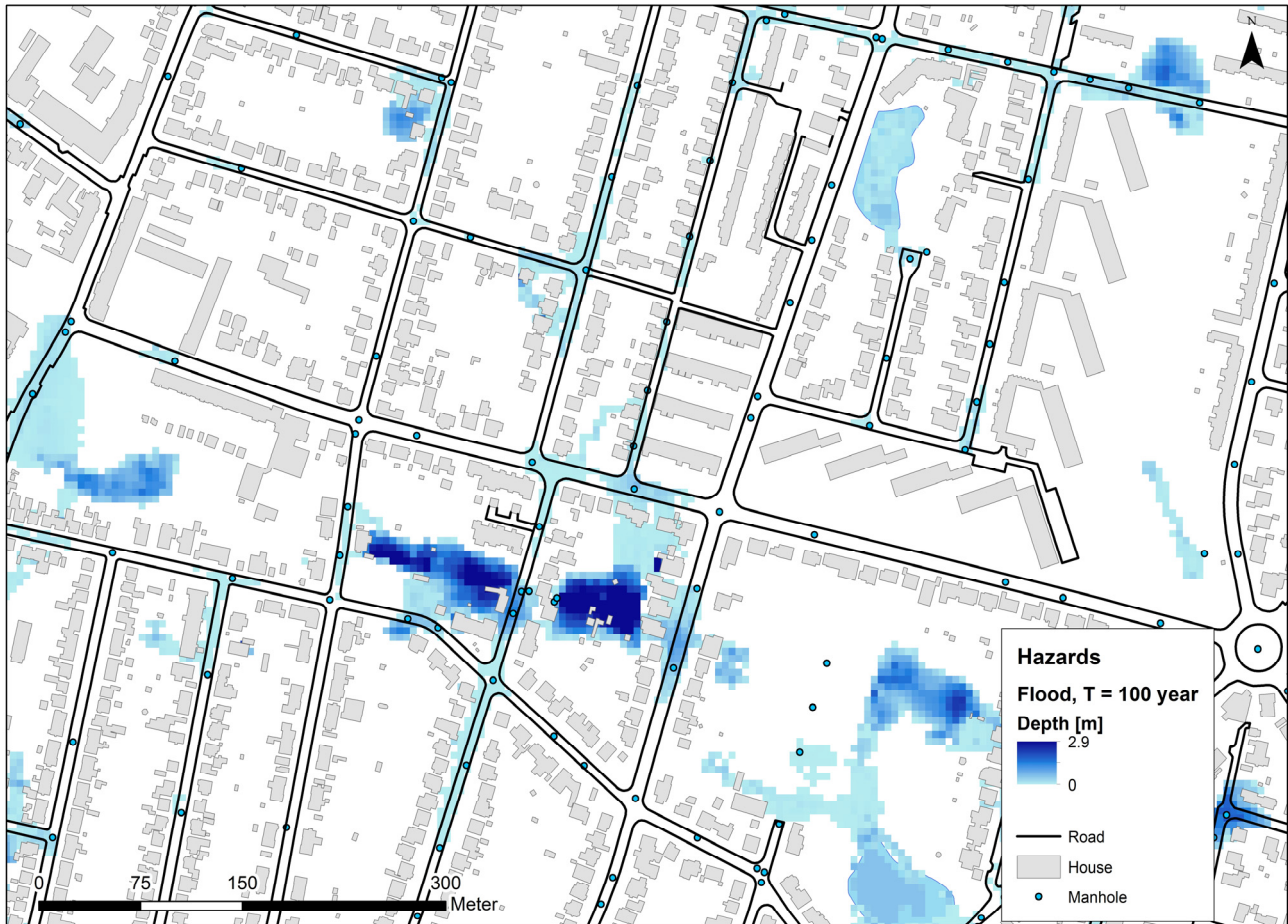 N
Hazards
Flood, T = 100 year
Depth [m]
2.9
0
Road
House
Manhole
0 75 150 300
Meter